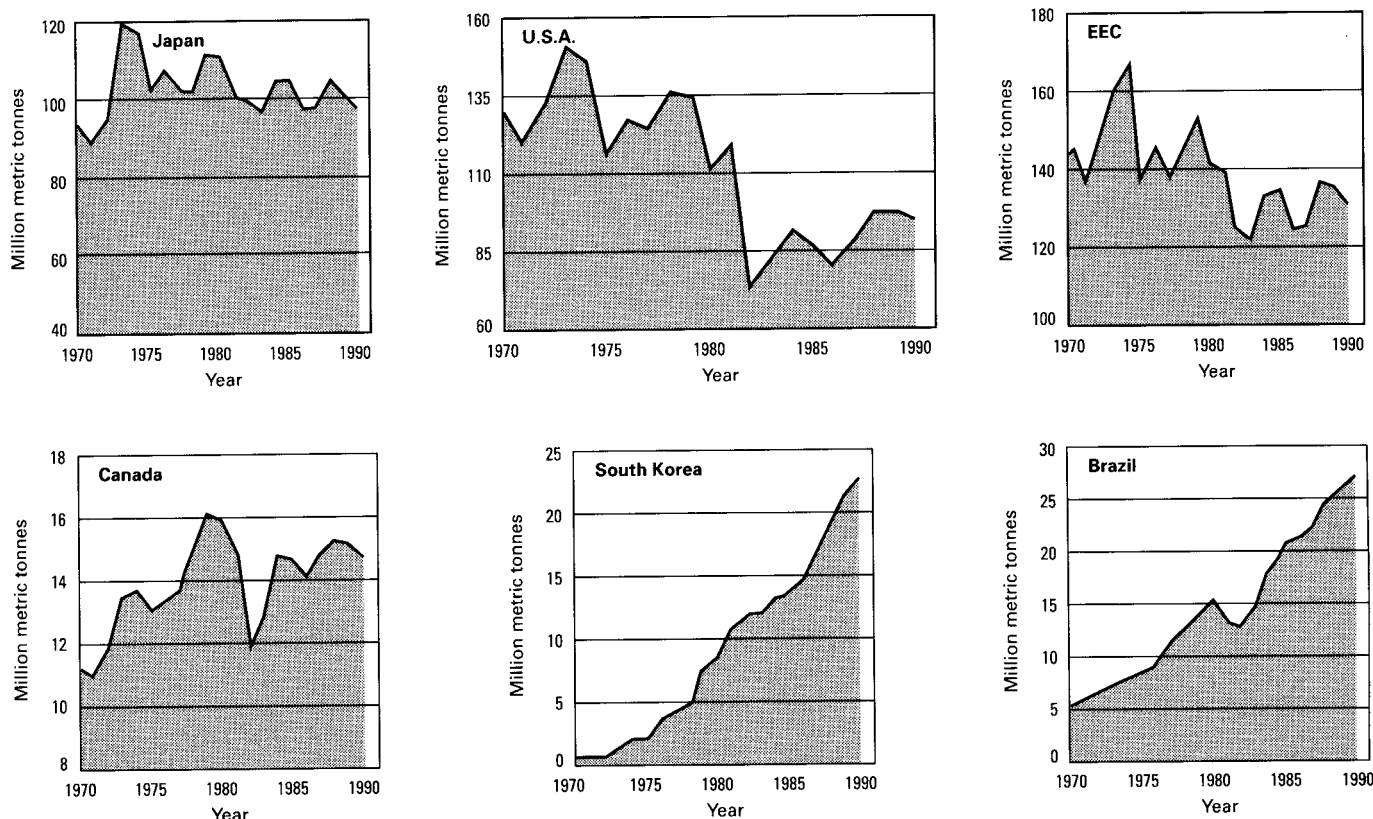 Japan
Million metric tonnes
120
100
80
60
40
1970 1975 1980 1985 1990
Year
U.S.A.
Million metric tonnes
160
135
110
85
60
1970 1975 1980 1985 1990
Year
EEC
Million metric tonnes
180
160
140
120
100
1970 1975 1980 1985 1990
Year
Canada
Million metric tonnes
18
16
14
12
10
8
1970 1975 1980 1985 1990
Year
South Korea
Million metric tonnes
25
20
15
10
5
0
1970 1975 1980 1985 1990
Year
Brazil
Million metric tonnes
30
25
20
15
10
5
0
1970 1975 1980 1985 1990
Year